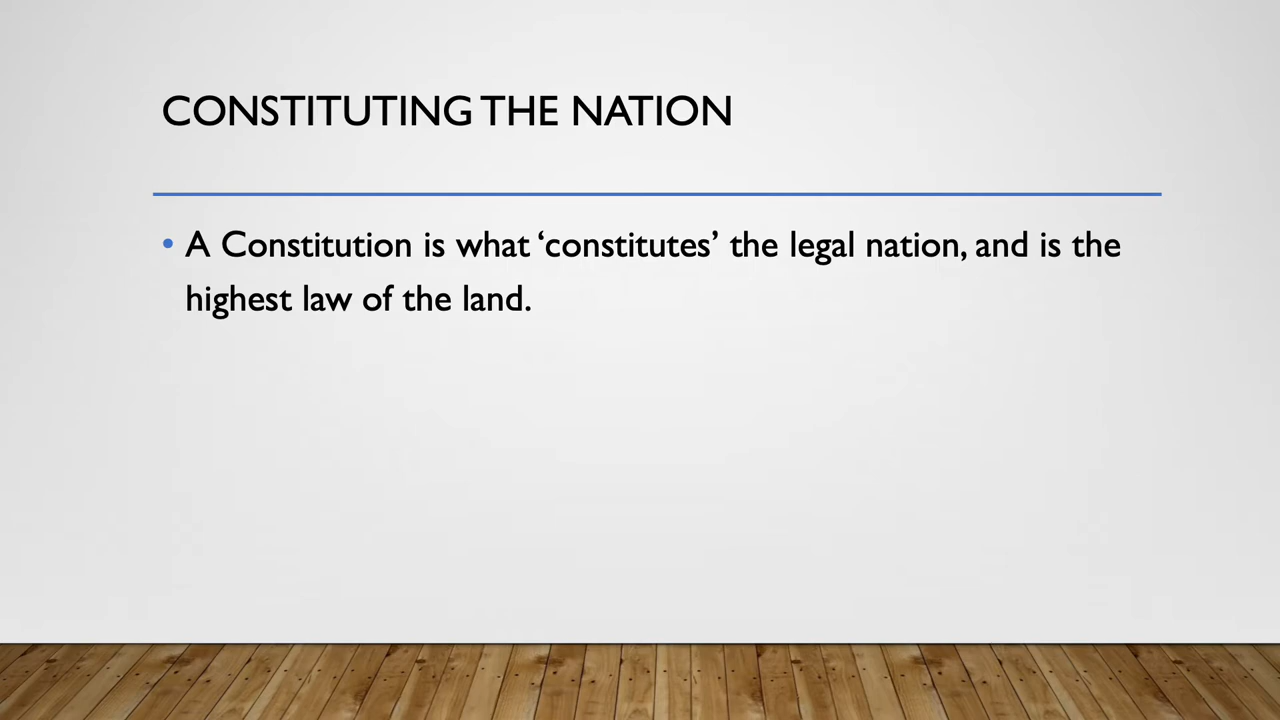 CONSTITUTING THE NATION
• A Constitution is what ‘constitutes’ the legal nation, and is the
highest law of the land.